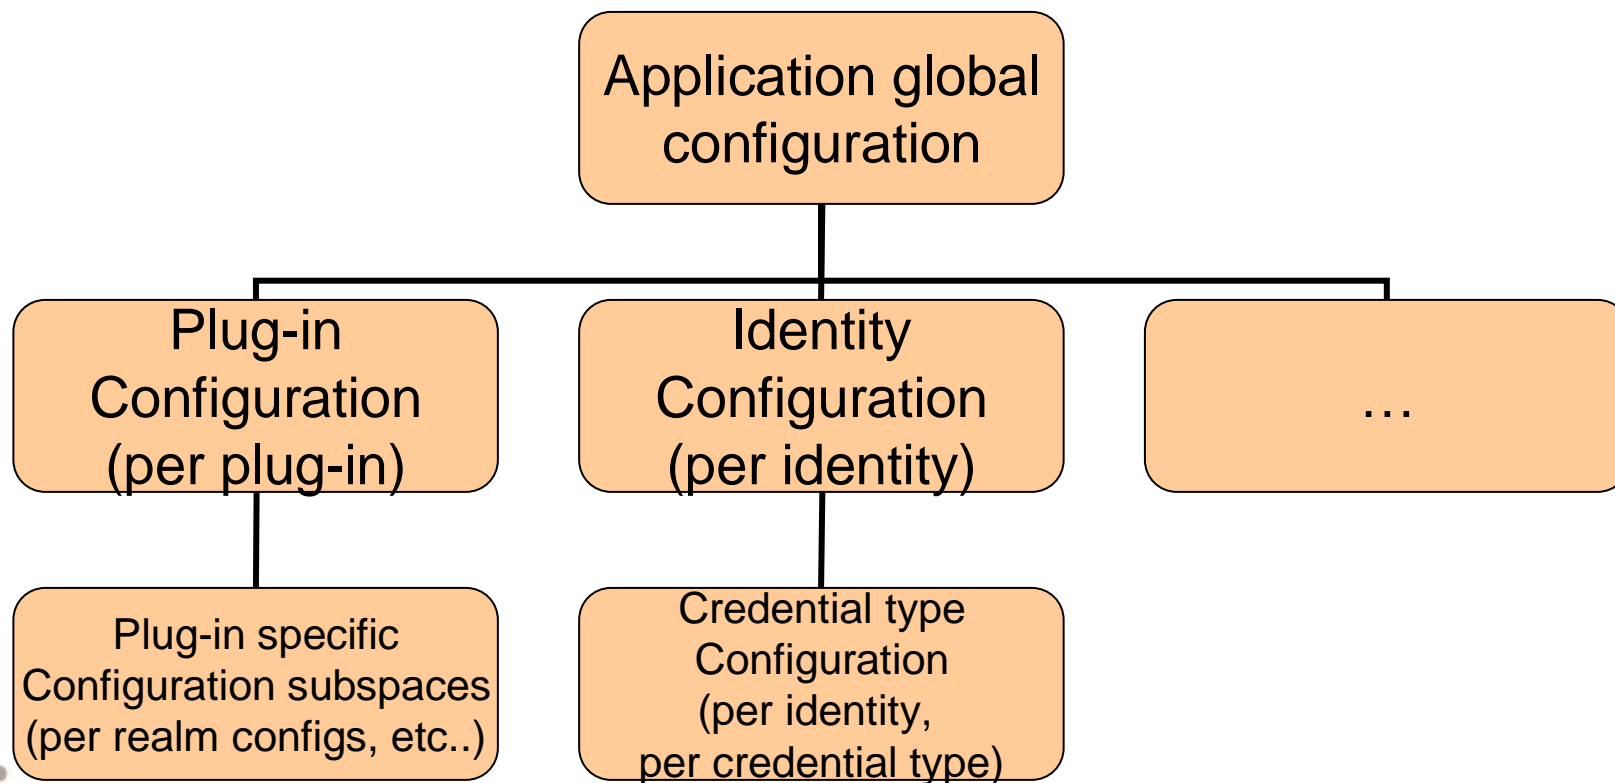 Application global
configuration
Plug-in
Configuration
(per plug-in)
Identity
Configuration
(per identity)
...
Plug-in specific
Configuration subspaces
(per realm configs, etc..)
Credential type
Configuration
(per identity,
per credential type)